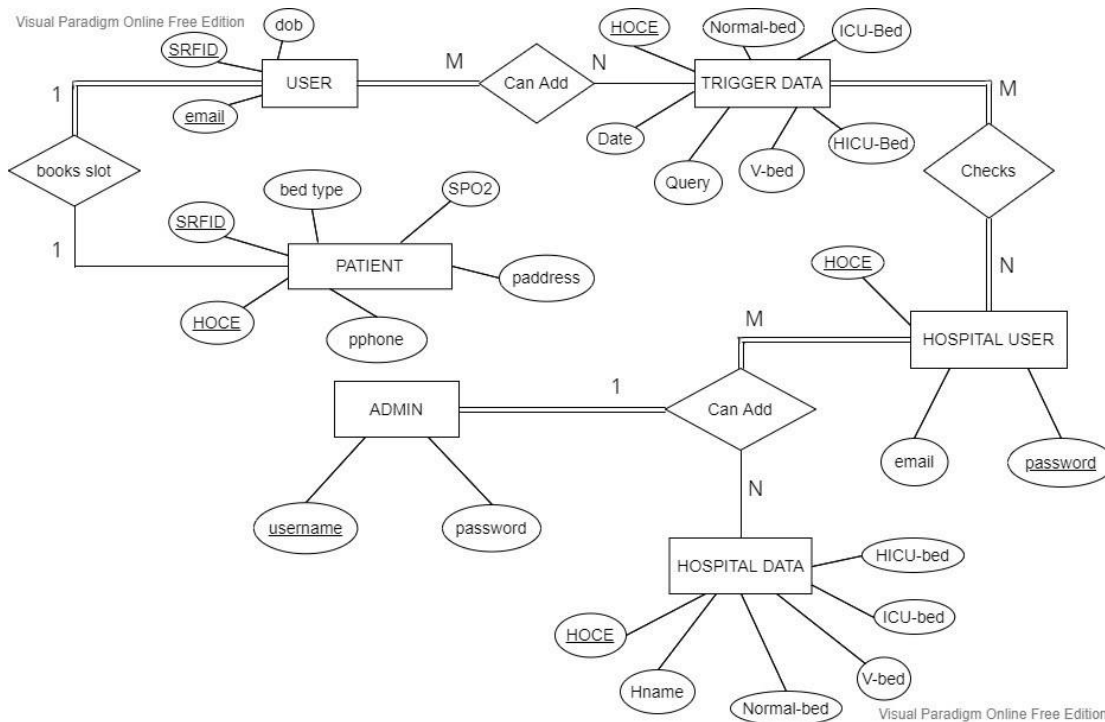 Visual Paradigm Online Free Edition
dob
SRFID
USER
email
M
Can Add
N
HOCE
Normal-bed
ICU-Bed
TRIGGER DATA
Date
Query
V-bed
HICU-Bed
M
Checks
N
1
books slot
1
bed type
SPO2
SRFID
PATIENT
paddress
HOCE
pphone
HOCE
HOSPITAL USER
email
password
M
1
Can Add
N
ADMIN
username
password
HOSPITAL DATA
HICU-bed
ICU-bed
V-bed
Normal-bed
Hname
HOCE
Visual Paradigm Online Free Edition